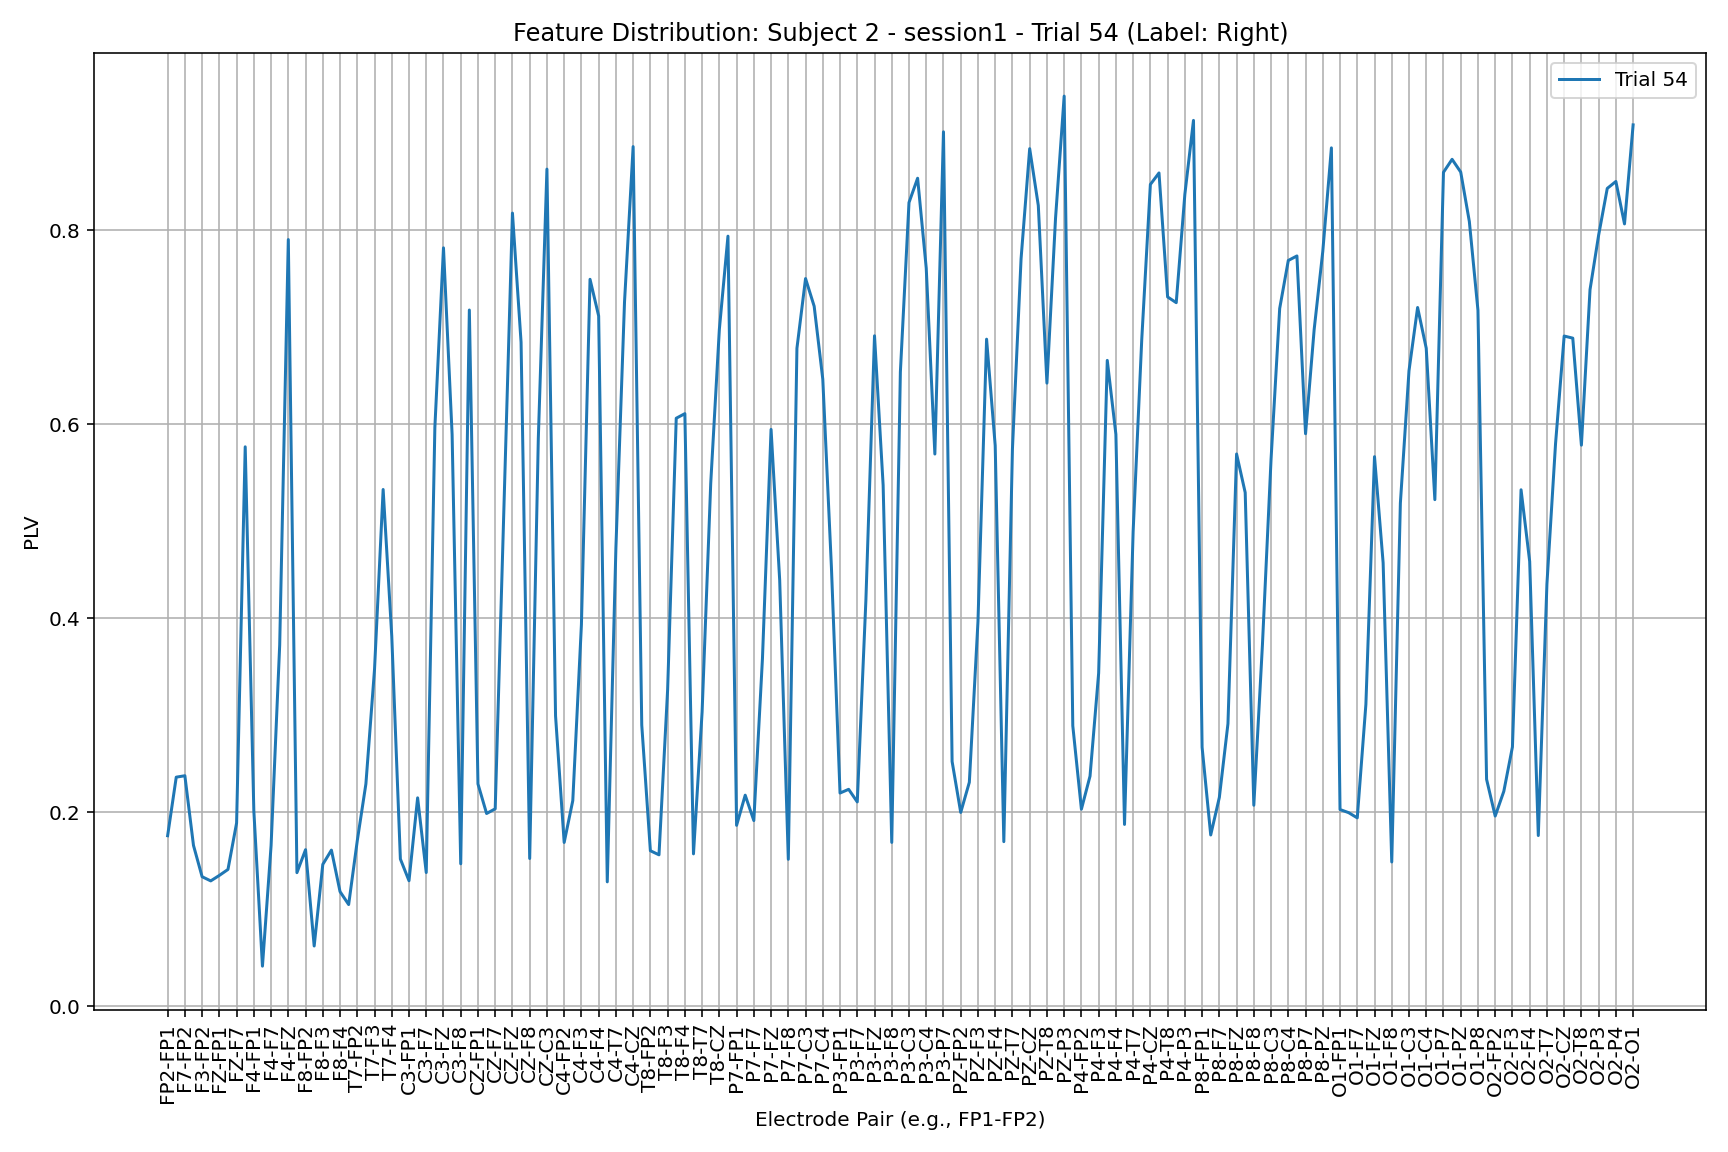 Feature Distribution: Subject 2 - session1 - Trial 54 (Label: Right)
Trial 54
PLV
0.8
0.6
0.4
0.2
0.0
FP2-FP1
F7-FP2
F3-FP2
FZ-FP1
FZ-F7
F4-FP1
F4-F7
F4-FZ
F8-FP2
F8-F3
F8-F4
T7-FP2
T7-F3
T7-F4
C3-FP1
C3-F7
C3-FZ
C3-F8
CZ-FP1
CZ-F7
CZ-FZ
CZ-F8
CZ-C3
C4-FP2
C4-F3
C4-F4
C4-T7
C4-CZ
T8-FP2
T8-F3
T8-F4
T8-T7
T8-CZ
P7-FP1
P7-F7
P7-FZ
P7-F8
P7-C3
P7-C4
P3-FP1
P3-F7
P3-FZ
P3-F8
P3-C3
P3-C4
P3-P7
PZ-FP2
PZ-F3
PZ-F4
PZ-T7
PZ-CZ
PZ-T8
PZ-P3
P4-FP2
P4-F3
P4-F4
P4-T7
P4-CZ
P4-T8
P4-P3
P8-FP1
P8-F7
P8-FZ
P8-F8
P8-C3
P8-C4
P8-P7
P8-PZ
O1-FP1
O1-F7
O1-FZ
O1-F8
O1-C3
O1-C4
O1-P7
O1-PZ
O1-P8
O2-FP2
O2-F3
O2-F4
O2-T7
O2-CZ
O2-T8
O2-P3
O2-P4
O2-O1
Electrode Pair (e.g., FP1-FP2)